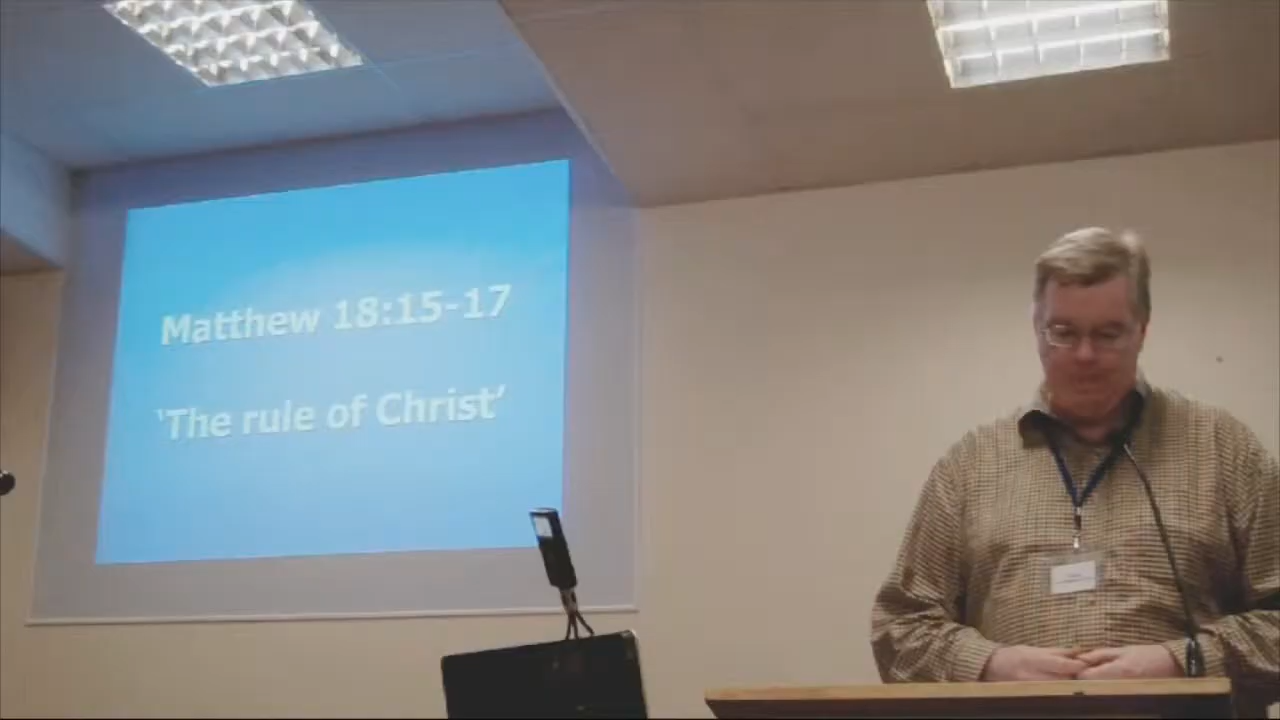 Matthew 18:15-17
‘The rule of Christ’